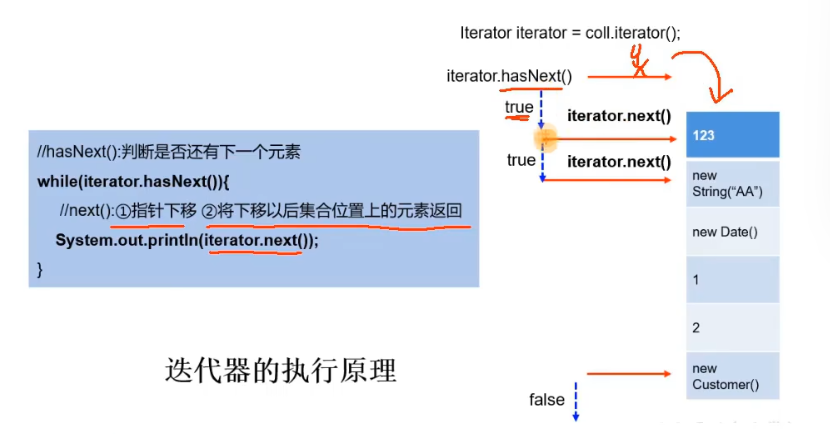 Iterator iterator = coll.iterator();
iterator.hasNext()
true
iterator.next()
true
iterator.next()
123
new
String(“AA”)
new Date()
1
2
new
Customer()
false
//hasNext():判断是否还有下一个元素
while(iterator.hasNext()){
//next():①指针下移 ②将下移以后集合位置上的元素返回
System.out.println(iterator.next());
}
迭代器的执行原理